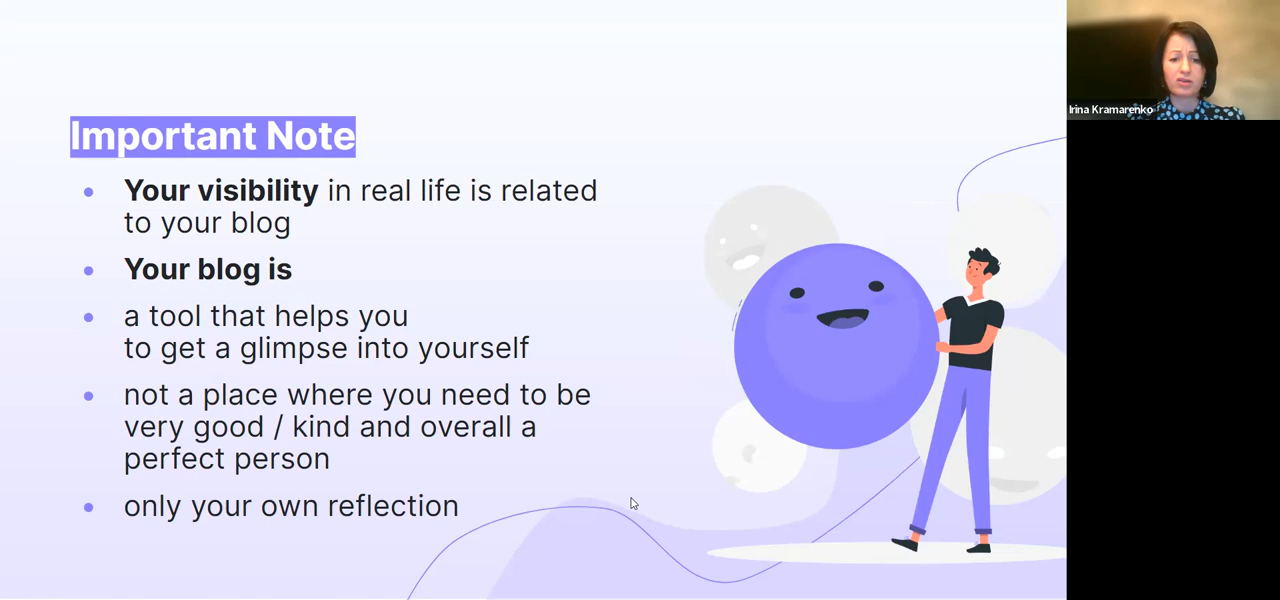 Important Note
Your visibility in real life is related
to your blog
Your blog is
a tool that helps you
to get a glimpse into yourself
not a place where you need to be
very good / kind and overall a
perfect person
only your own reflection
Irina Kramarenko